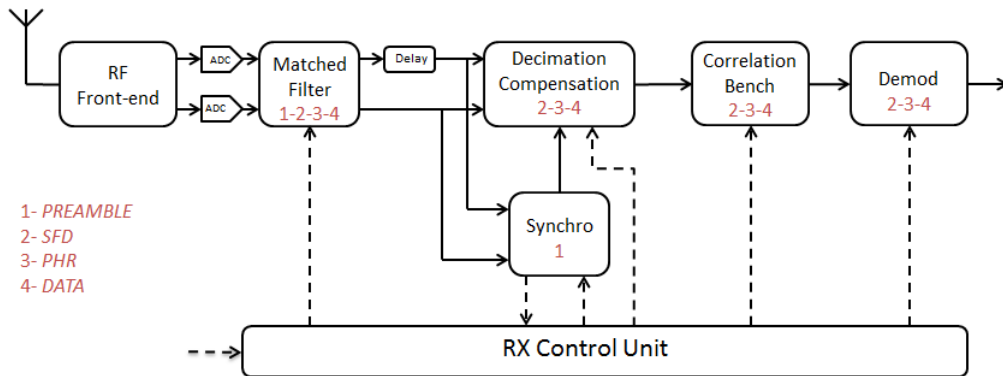 RF
Front-end
ADC
ADC
Matched
Filter
1-2-3-4
Delay
Decimation
Compensation
2-3-4
Correlation
Bench
2-3-4
Demod
2-3-4
Synchro
1
1- PREAMBLE
2- SFD
3- PHR
4- DATA
RX Control Unit